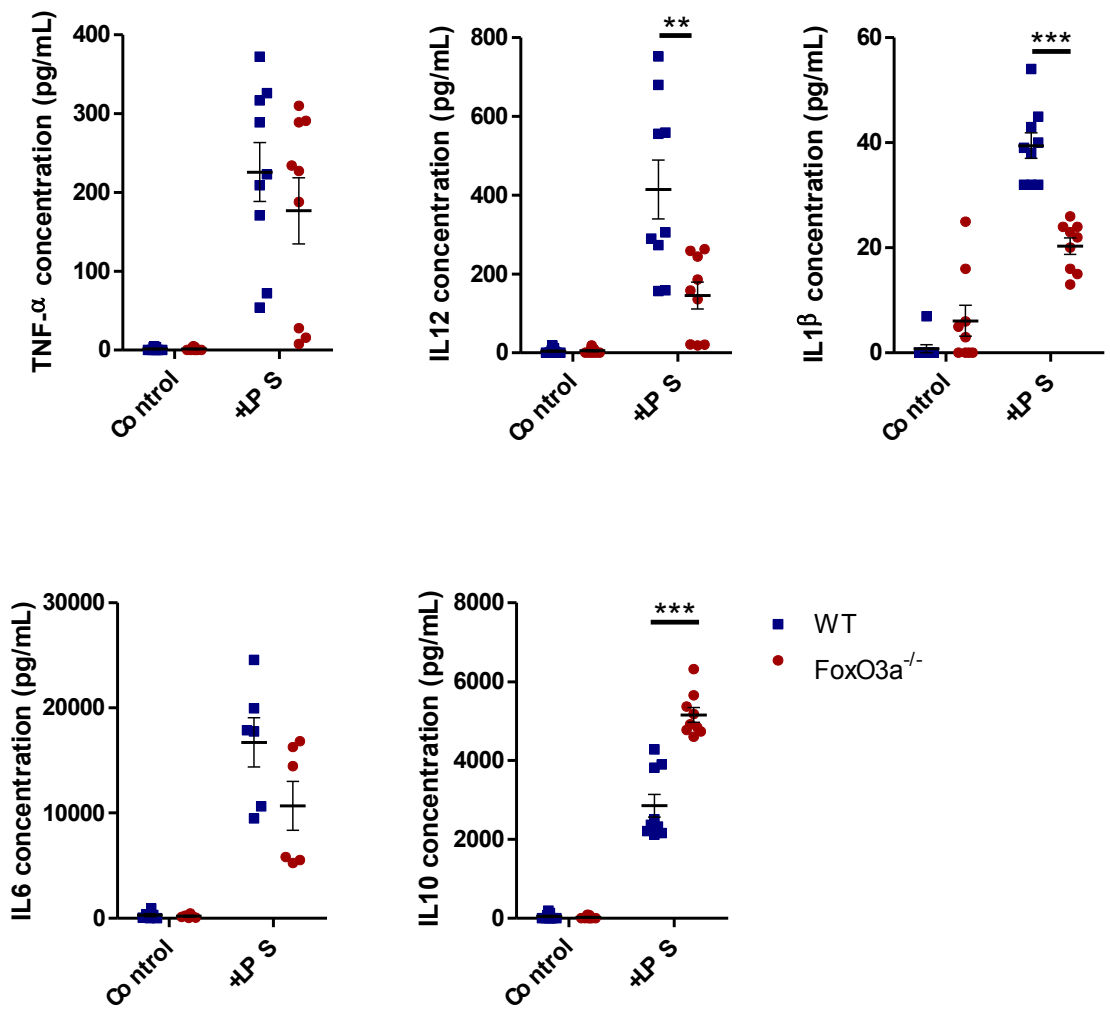 TNF-α concentration (pg/mL)
400
300
200
100
0
Co ntrol
+LP S
IL12 concentration (pg/mL)
800
600
400
200
0
**
Co ntrol
+LP S
IL1β concentration (pg/mL)
60
40
20
0
***
Co ntrol
+LP S
IL6 concentration (pg/mL)
30000
20000
10000
0
Co ntrol
+LP S
IL10 concentration (pg/mL)
8000
6000
4000
2000
0
***
Co ntrol
+LP S
WT
FoxO3a-/-